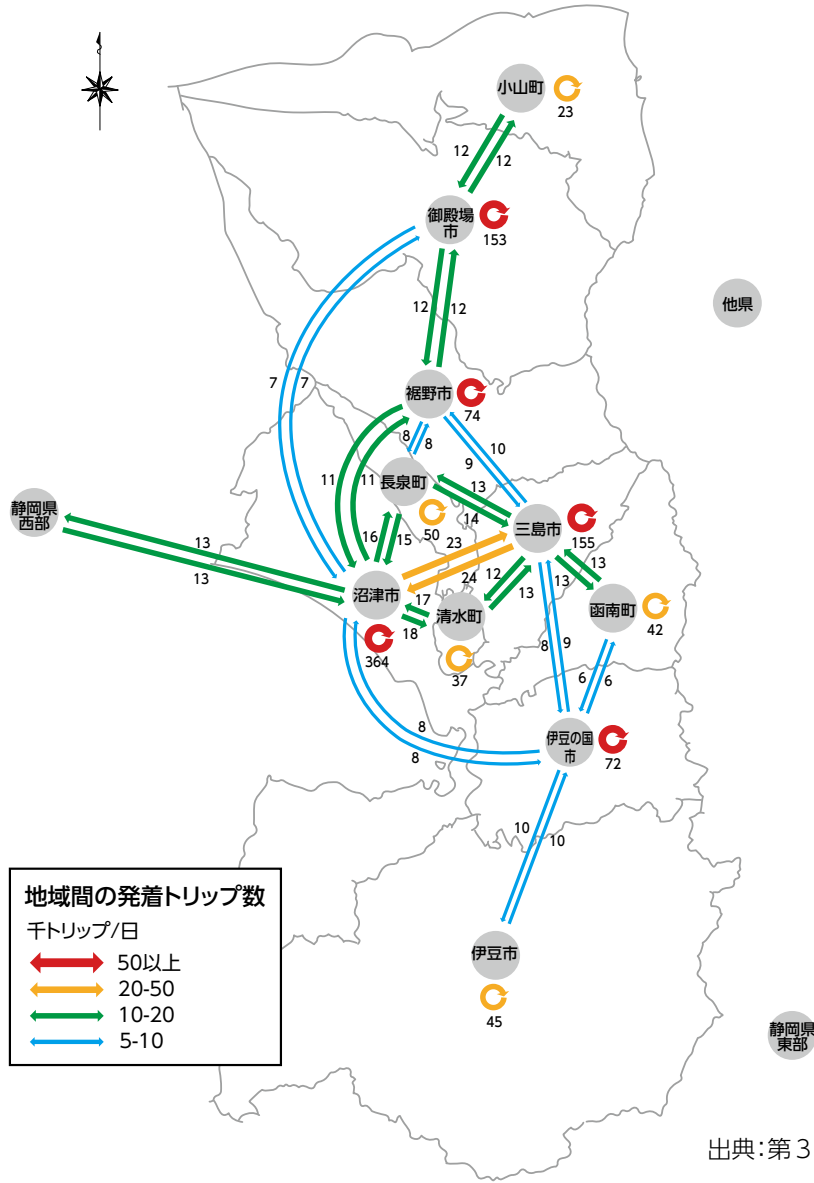 小山町
23
12
12
御殿場
市
153
他県
12
12
7
7
裾野市
74
8
8
10
9
11
11
長泉町
50
13
14
静岡県
西部
13
13
三島市
155
16
15
23
24
12
13
13
13
沼津市
364
17
18
清水町
37
函南町
42
8
9
6
6
8
8
伊豆の国
市
72
10
10
伊豆市
45
静岡県
東部
地域間の発着トリップ数
千トリップ/日
50以上
20-50
10-20
5-10
出典:第3